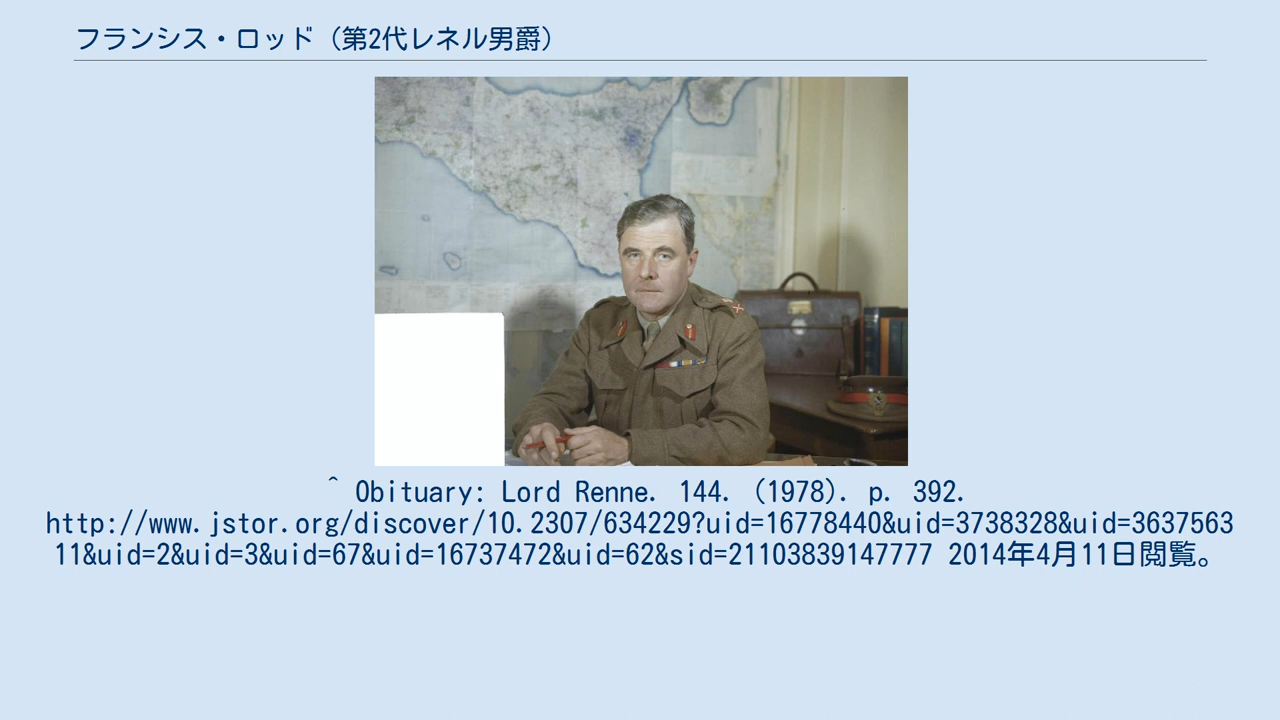 フランシス・ロッド（第2代レネル男爵）
^ Obituary: Lord Renne. 144. (1978). p. 392.
http://www.jstor.org/discover/10.2307/634229?uid=16778440&uid=3738328&uid=3637563
11&uid=2&uid=3&uid=67&uid=16737472&uid=62&sid=21103839147777 2014年4月11日閲覧。